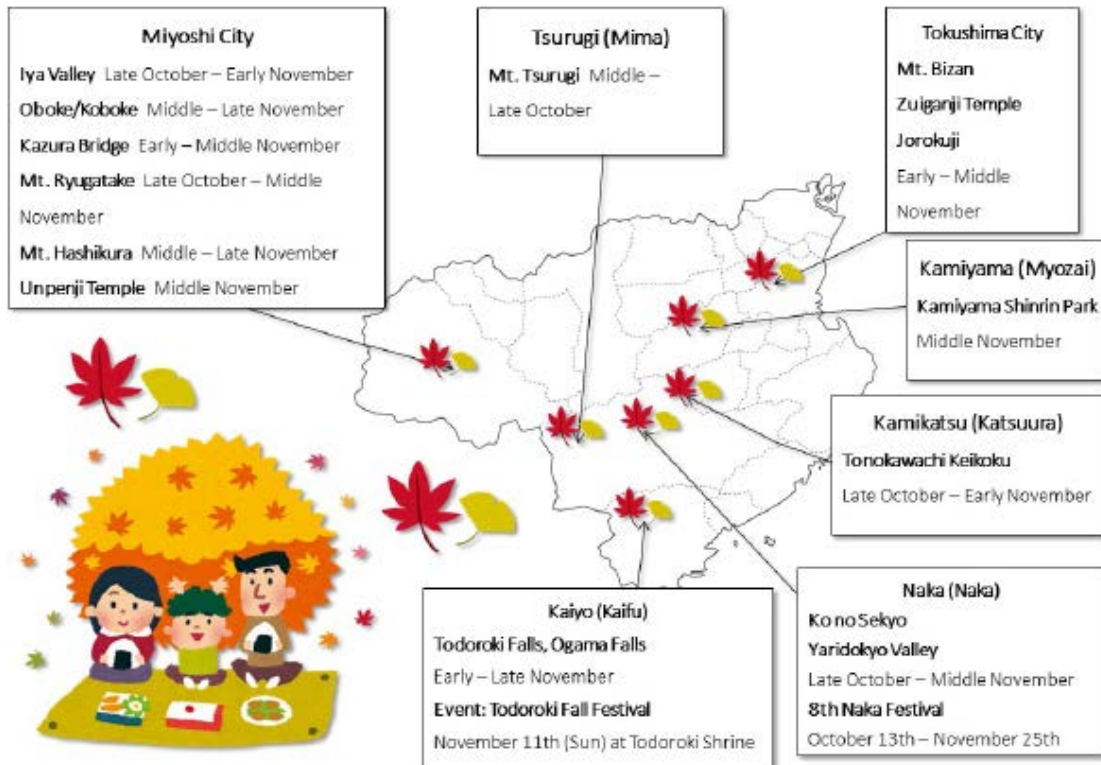 Miyoshi City
Iya Valley Late October – Early November
Oboke/Koboke Middle – Late November
Kazura Bridge Early – Middle November
Mt. Ryugatake Late October – Middle
November
Mt. Hashikura Middle – Late November
Unpenji Temple Middle November
Tsurugi (Mima)
Mt. Tsurugi Middle –
Late October
Tokushima City
Mt. Bizan
Zuiganji Temple
Jorokuji
Early – Middle
November
Kamiyama (Myozai)
Kamiyama Shinrin Park
Middle November
Kamikatsu (Katsuura)
Tonokawachi Keikoku
Late October – Early November
Kaiyo (Kaifu)
Todoroki Falls, Ogama Falls
Early – Late November
Event: Todoroki Fall Festival
November 11th (Sun) at Todoroki Shrine
Naka (Naka)
Ko no Sekyo
Yaridokyo Valley
Late October – Middle November
8th Naka Festival
October 13th – November 25th